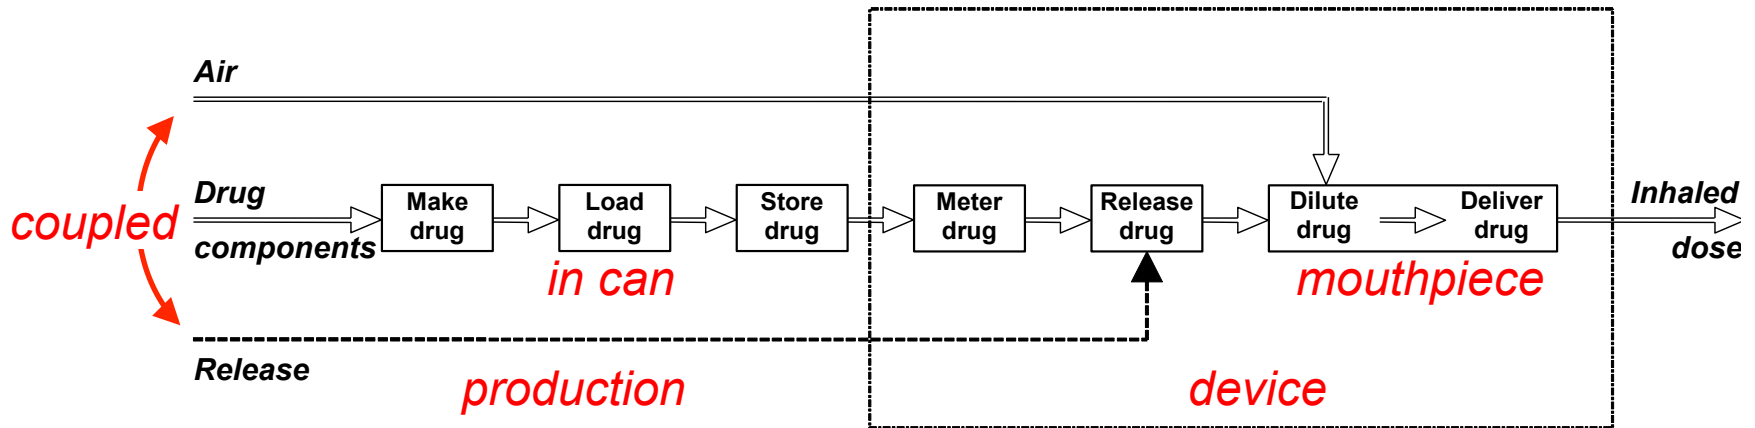 Air
Drug
components
coupled
Make
drug
Load
drug
Store
drug
Meter
drug
Release
drug
Dilute
drug
Deliver
drug
Inhaled
dose
in can
mouthpiece
Release
production
device